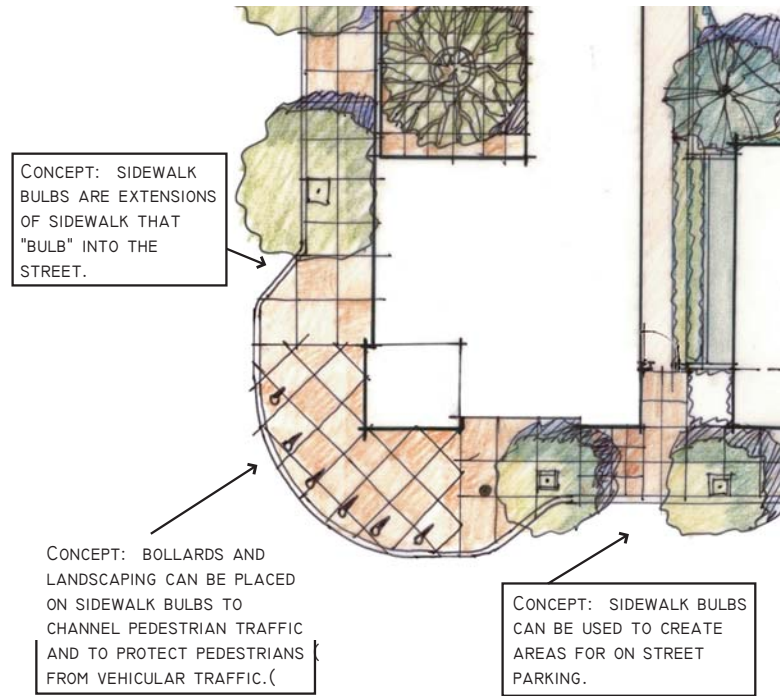 CONCEPT: SIDEWALK
BULBS ARE EXTENSIONS
OF SIDEWALK THAT
"BULB" INTO THE
STREET.
CONCEPT: BOLLARDS AND
LANDSCAPING CAN BE PLACED
ON SIDEWALK BULBS TO
CHANNEL PEDESTRIAN TRAFFIC
AND TO PROTECT PEDESTRIANS (
FROM VEHICULAR TRAFFIC.(
CONCEPT: SIDEWALK BULBS
CAN BE USED TO CREATE
AREAS FOR ON STREET
PARKING.